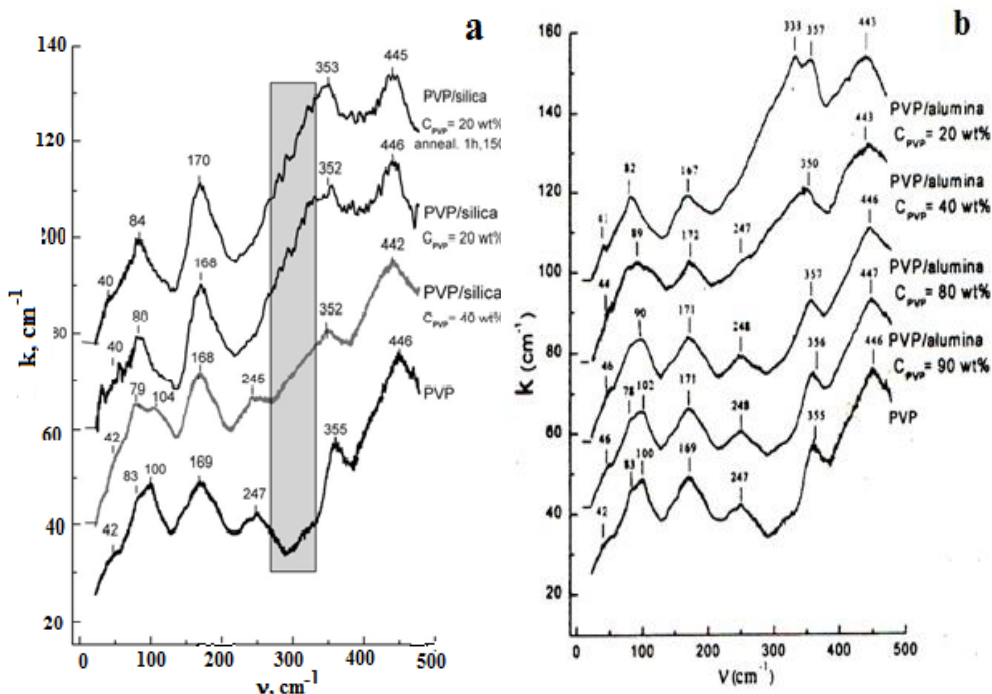 a
140
120
200
80
60
40
20
k, cm⁻¹
353 445
PVP/silica
C_PVP= 20 wt%
anneal. 1h,150
40 84 170
352 446
PVP/silica
C_PVP= 20 wt%
40 80 168
352 442
PVP/silica
C_PVP= 40 wt%
42 79 104 168 246
355 446
PVP
42 83 100 169 247
0 100 200 300 400 500
ν, cm⁻¹
b
160
140
120
100
80
60
40
20
K (cm⁻¹)
333 357 443
PVP/alumina
C_PVP= 20 wt%
41 82 167
350 443
PVP/alumina
C_PVP= 40 wt%
44 89 172 247
357 446
PVP/alumina
C_PVP= 80 wt%
46 90 171 248
356 447
PVP/alumina
C_PVP= 90 wt%
46 78 102 171 248
355 446
PVP
42 83 100 169 247
0 100 200 300 400 500
V(cm⁻¹)